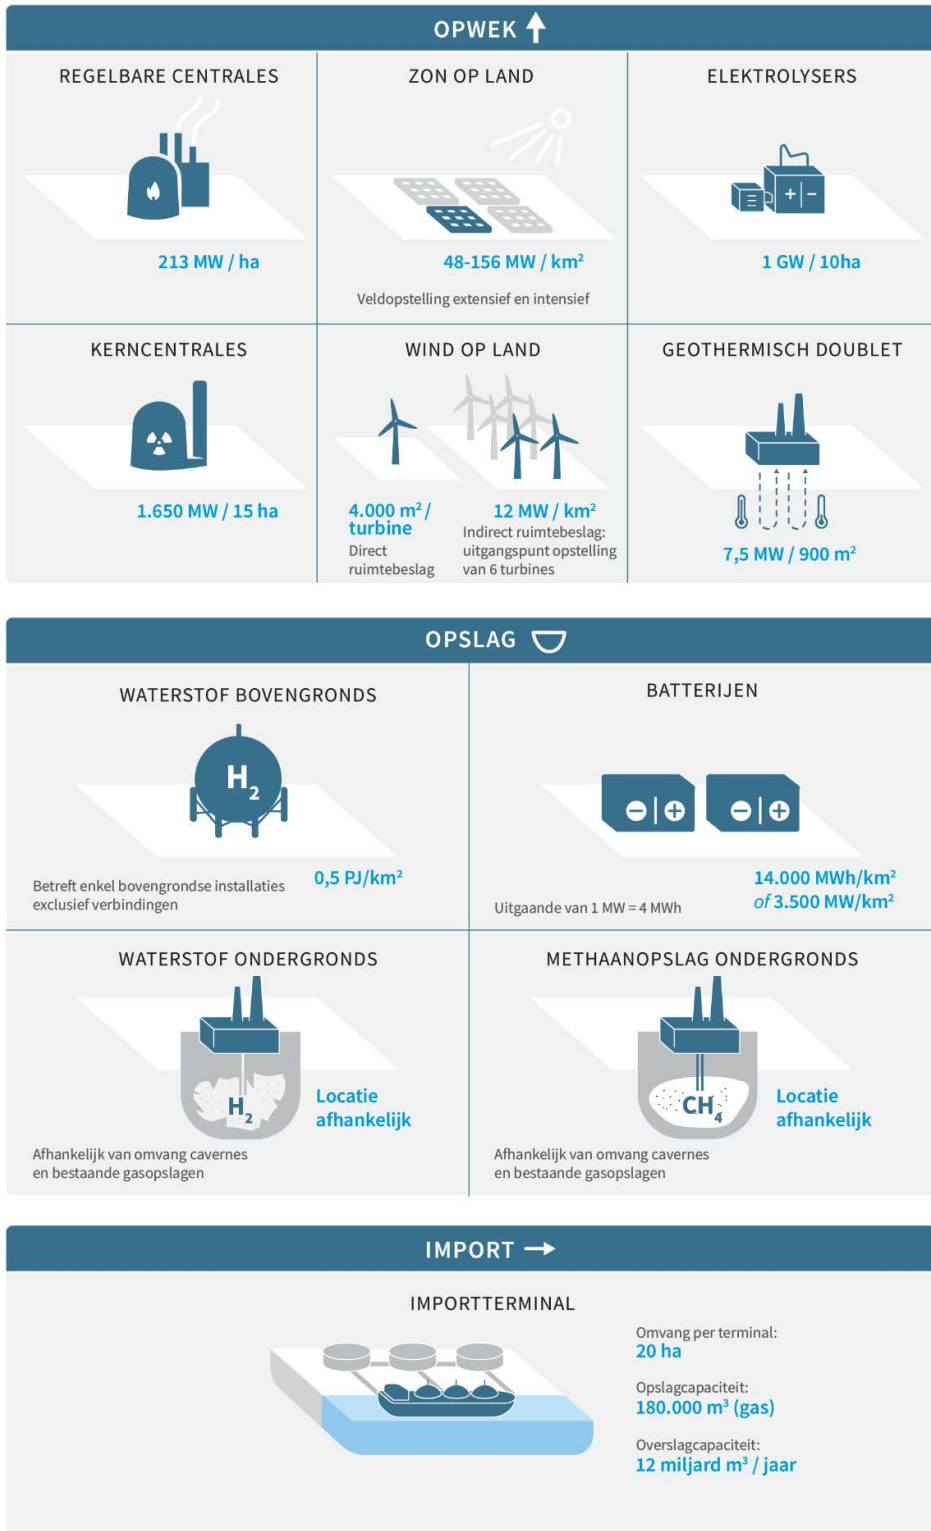 OPWEK
REGELBARE CENTRALES
213 MW / ha
ZON OP LAND
48-156 MW / km²
Veldopstelling extensief en intensief
ELEKTROLYSERS
+ -
1 GW / 10ha
KERNCENTRALES
1.650 MW / 15 ha
WIND OP LAND
4.000 m² /
turbine
Direct
ruimtebeslag
12 MW / km²
Indirect ruimtebeslag:
uitgangspunt opstelling
van 6 turbines
GEOTHERMISCH DOUBLET
7,5 MW / 900 m²
OPSLAG
WATERSTOF BOVENGRONDS
H₂
Betreft enkel bovengrondse installaties
exclusief verbindingen
0,5 PJ/km²
BATTERIJEN
- + - +
Uitgaande van 1 MW = 4 MWh
14.000 MWh/km²
of 3.500 MW/km²
WATERSTOF ONDERGRONDS
H₂
Locatie
afhankelijk
Afhankelijk van omvang cavernes
en bestaande gasopslagen
METHAANOPSLAG ONDERGRONDS
CH₄
Locatie
afhankelijk
Afhankelijk van omvang cavernes
en bestaande gasopslagen
IMPORT
IMPORTTERMINAL
Omvang per terminal:
20 ha
Opslagcapaciteit:
180.000 m³ (gas)
Overslagcapaciteit:
12 miljard m³ / jaar